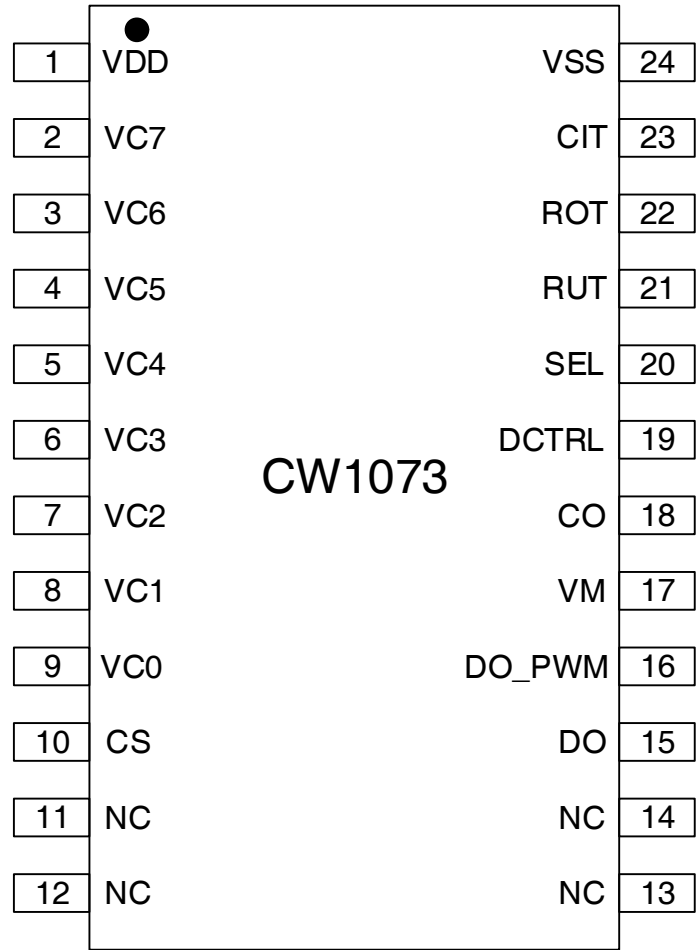 1 VDD VSS 24
2 VC7 CIT 23
3 VC6 ROT 22
4 VC5 RUT 21
5 VC4 SEL 20
6 VC3 DCTRL 19
CW1073
7 VC2 CO 18
8 VC1 VM 17
9 VC0 DO_PWM 16
10 CS DO 15
11 NC NC 14
12 NC NC 13